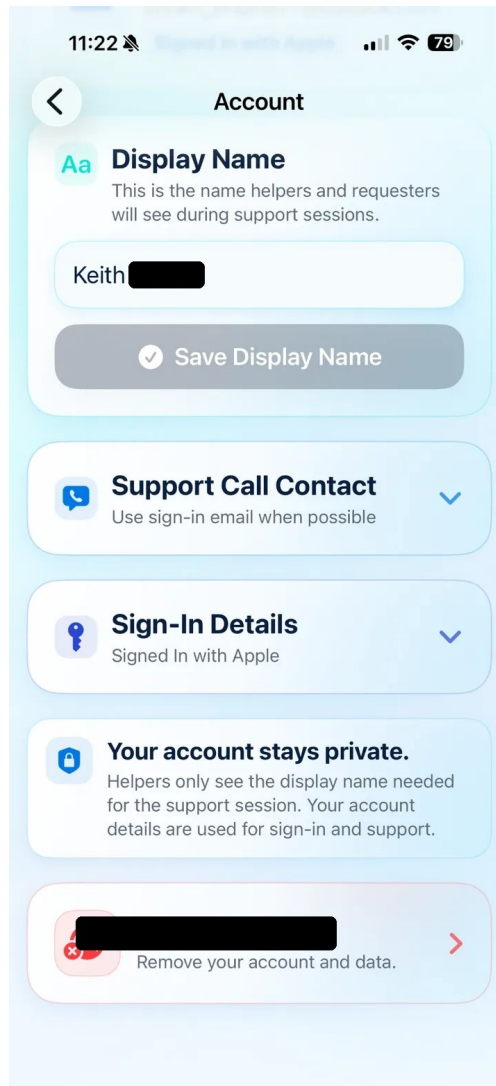 11:22
79
Account
Aa
Display Name
This is the name helpers and requesters
will see during support sessions.
Keith
Save Display Name
Support Call Contact
Use sign-in email when possible
Sign-In Details
Signed In with Apple
Your account stays private.
Helpers only see the display name needed
for the support session. Your account
details are used for sign-in and support.
Remove your account and data.